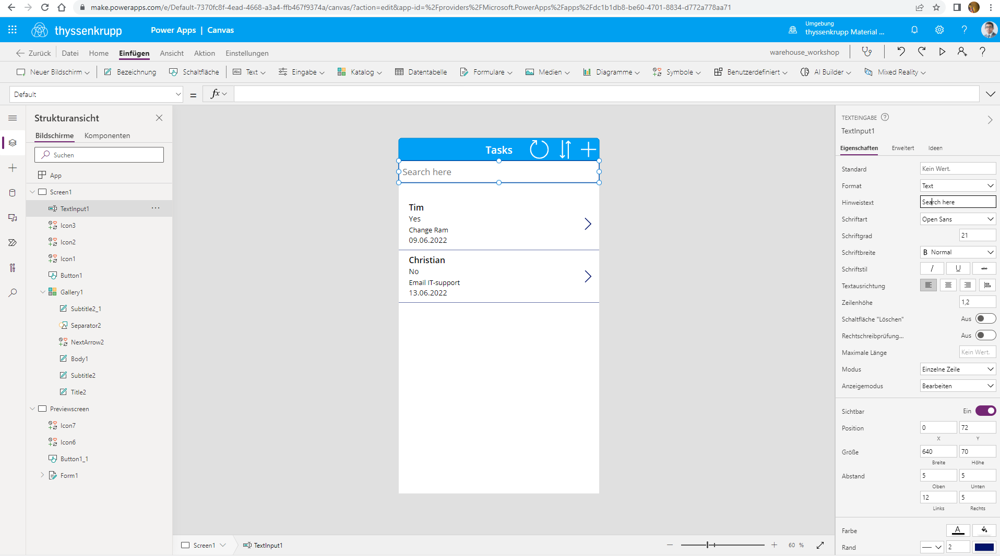 make.powerapps.com/e/Default-7370fc8f-4ead-4668-a3a4-ffb467f9374a/canvas/?action=edit&app-id=%2Fproviders%2FMicrosoft.PowerApps%2Fapps%2Fdc1b1db8-be60-4701-8834-d772a778aa71
thyssenkrupp
Power Apps | Canvas
Umgebung
thyssenkrupp Material ...
Zurück
Datei
Home
Einfügen
Ansicht
Aktion
Einstellungen
warehouse_workshop
Neuer Bildschirm
Bezeichnung
Schaltfläche
Abc
Text
Eingabe
Katalog
Datentabelle
Formulare
Medien
Diagramme
Symbole
Benutzerdefiniert
AI Builder
Mixed Reality
Default
=
fx
Strukturansicht
Bildschirme
Komponenten
Suchen
App
Screen1
TextInput1
...
Icon3
Icon2
Icon1
Button1
Gallery1
Subtitle2_1
Separator2
NextArrow2
Body1
Subtitle2
Title2
Previewscreen
Icon7
Icon6
Button1_1
Form1
Tasks
Search here
Tim
Yes
Change Ram
09.06.2022
Christian
No
Email IT-support
13.06.2022
Screen1
TextInput1
60 %
TEXTEINGABE
TextInput1
Eigenschaften
Erweitert
Ideen
Standard
Kein Wert.
Format
Text
Hinweistext
Search here
Schriftart
Open Sans
Schriftgrad
21
Schriftbreite
B Normal
Schriftstil
/
U
abc
Textausrichtung
Zeilenhöhe
1,2
Schaltfläche "Löschen"
Aus
Rechtschreibprüfung...
Aus
Maximale Länge
Kein Wert.
Modus
Einzelne Zeile
Anzeigemodus
Bearbeiten
Sichtbar
Ein
Position
0
72
X
Y
Größe
640
70
Breite
Höhe
Abstand
5
5
Oben
Unten
12
5
Links
Rechts
Farbe
A
Rand
2